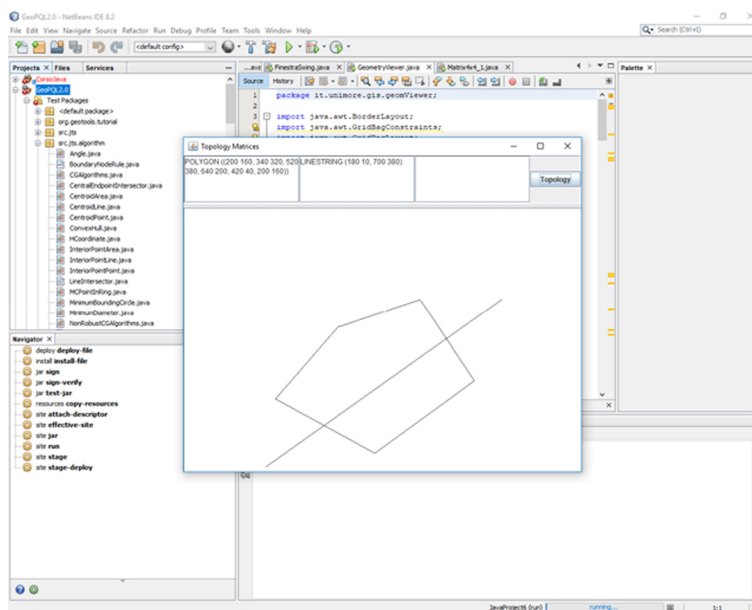 GeoPQL2.0 - NetBeans IDE 8.2
File Edit View Navigate Source Refactor Run Debug Profile Team Tools Window Help
Search (Ctrl+I)
<default config>
Projects Files Services
...ava FinestraSwing.java GeometryViewer.java Matrix4x4_1.java
Palette
CorsoJava
GeoPQL2.0
Test Packages
<default package>
org.geotools.tutorial
src.jts
src.jts.algorithm
Angle.java
BoundaryNodeRule.java
CGAlgorithms.java
CentralEndpointIntersector.java
CentroidArea.java
CentroidLine.java
CentroidPoint.java
ConvexHull.java
HCoordinate.java
InteriorPointArea.java
InteriorPointLine.java
InteriorPointPoint.java
LineIntersector.java
MCPointInRing.java
MinimumBoundingCircle.java
MinimumDiameter.java
NonRobustCGAlgorithms.java
Source History
1 package it.unimore.gis.geomViewer;
2
3 import java.awt.BorderLayout;
import java.awt.GridBagConstraints;
Topology Matrices
POLYGON ((200 160, 340 320, 520
380, 640 200, 420 40, 200 160))
LINESTRING (180 10, 700 380)
Topology
Navigator
deploy deploy-file
install install-file
jar sign
jar sign-verify
jar test-jar
resources copy-resources
site attach-descriptor
site effective-site
site jar
site run
site stage
site stage-deploy
JavaProject6 (run) running... 1:1